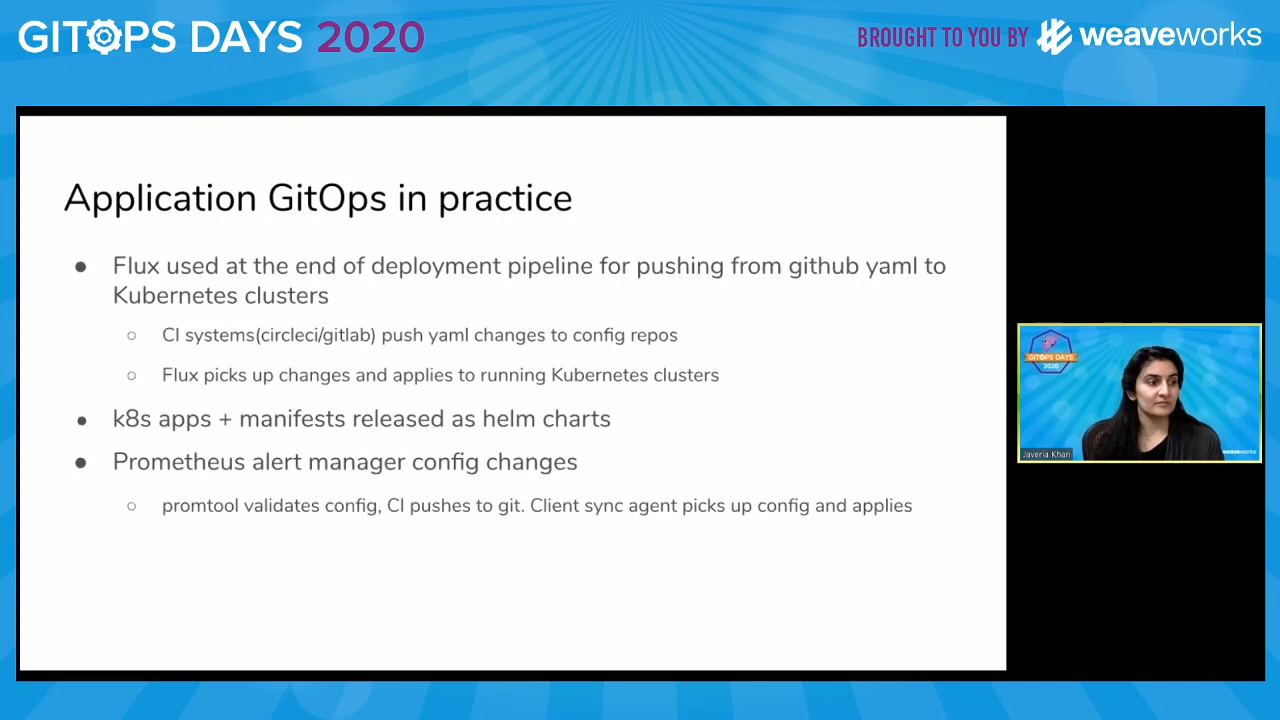 GITOPS DAYS 2020
BROUGHT TO YOU BY weaveworks
Application GitOps in practice
● Flux used at the end of deployment pipeline for pushing from github yaml to
Kubernetes clusters
○ CI systems(circleci/gitlab) push yaml changes to config repos
○ Flux picks up changes and applies to running Kubernetes clusters
● k8s apps + manifests released as helm charts
● Prometheus alert manager config changes
○ promtool validates config, CI pushes to git. Client sync agent picks up config and applies
GITOPS DAYS
2020
Javeria Khan
weaveworks